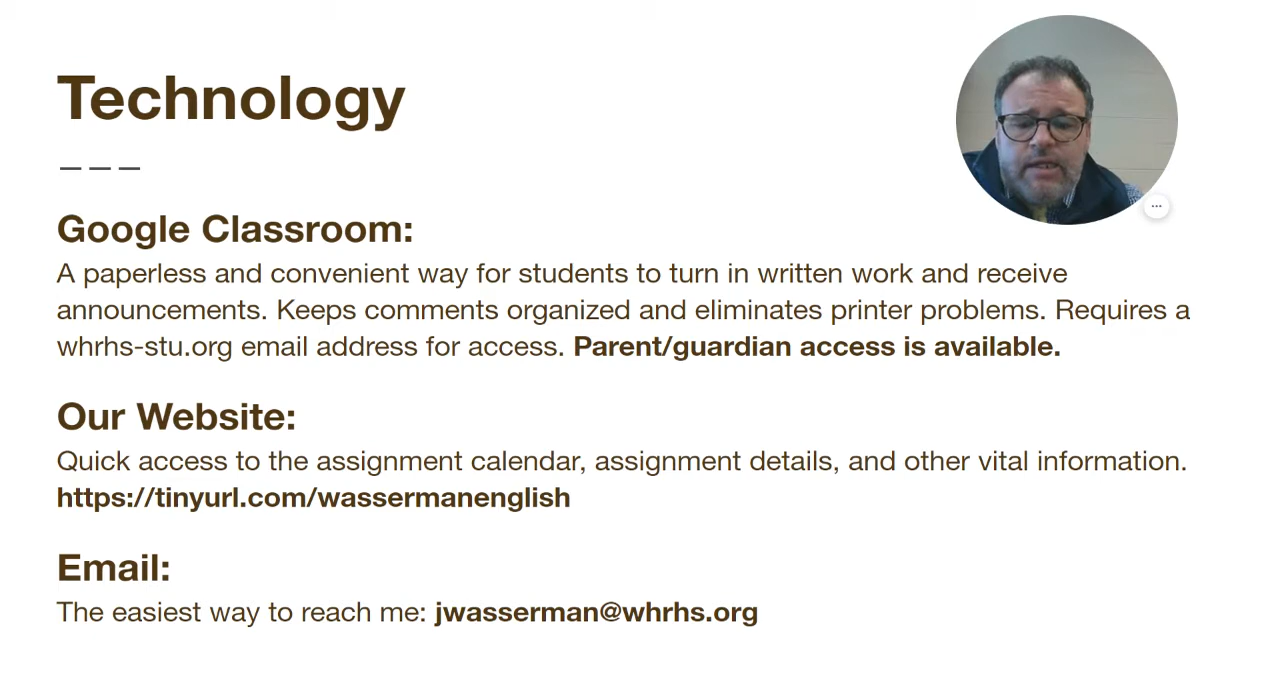 Technology
Google Classroom:
A paperless and convenient way for students to turn in written work and receive
announcements. Keeps comments organized and eliminates printer problems. Requires a
whrhs-stu.org email address for access. Parent/guardian access is available.
Our Website:
Quick access to the assignment calendar, assignment details, and other vital information.
https://tinyurl.com/wassermanenglish
Email:
The easiest way to reach me: jwasserman@whrhs.org